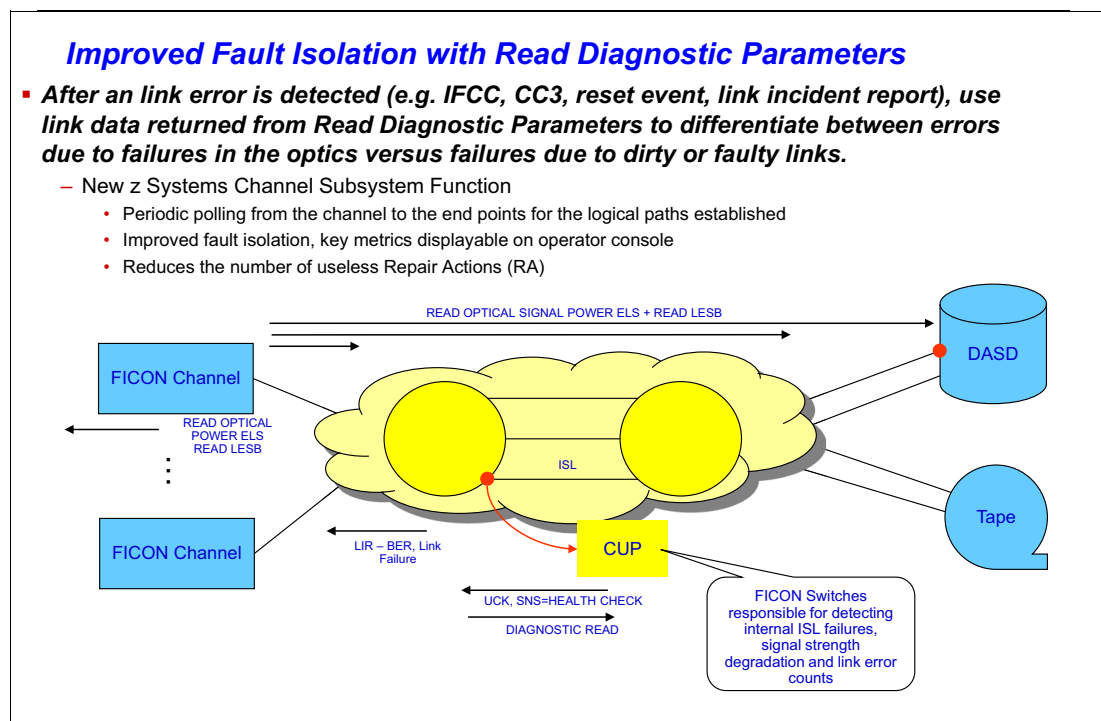 Improved Fault Isolation with Read Diagnostic Parameters
▪ After an link error is detected (e.g. IFCC, CC3, reset event, link incident report), use
link data returned from Read Diagnostic Parameters to differentiate between errors
due to failures in the optics versus failures due to dirty or faulty links.
– New z Systems Channel Subsystem Function
• Periodic polling from the channel to the end points for the logical paths established
• Improved fault isolation, key metrics displayable on operator console
• Reduces the number of useless Repair Actions (RA)
READ OPTICAL SIGNAL POWER ELS + READ LESB
DASD
FICON Channel
READ OPTICAL
POWER ELS
READ LESB
ISL
Tape
FICON Channel
LIR – BER, Link
Failure
CUP
UCK, SNS=HEALTH CHECK
DIAGNOSTIC READ
FICON Switches
responsible for detecting
internal ISL failures,
signal strength
degradation and link error
counts